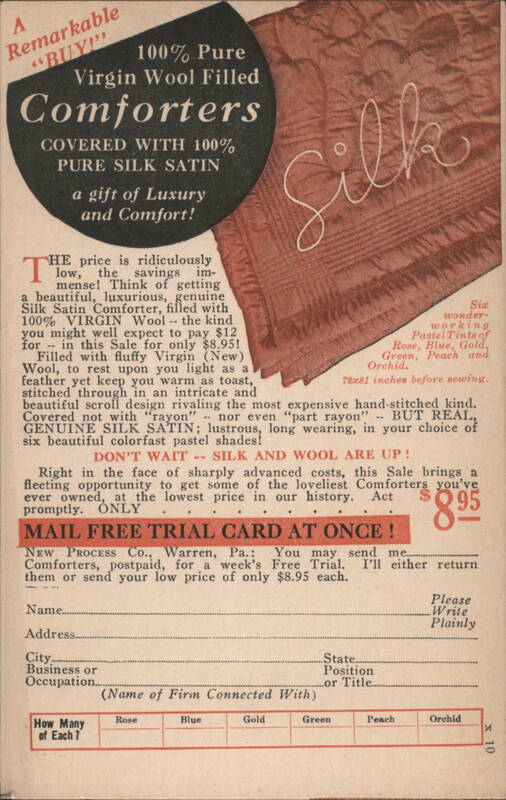 A
Remarkable
"BUY!"
100% Pure
Virgin Wool Filled
Comforters
COVERED WITH 100%
PURE SILK SATIN
a gift of Luxury
and Comfort!
Silk
THE price is ridiculously
low, the savings im-
mense! Think of getting
a beautiful, luxurious, genuine
Silk Satin Comforter, filled with
100% VIRGIN Wool -- the kind
you might well expect to pay $12
for -- in this Sale for only $8.95!
Filled with fluffy Virgin (New)
Wool, to rest upon you light as a
feather yet keep you warm as toast,
stitched through in an intricate and
beautiful scroll design rivaling the most expensive hand-stitched kind.
Covered not with "rayon" -- nor even "part rayon" -- BUT REAL,
GENUINE SILK SATIN; lustrous, long wearing, in your choice of
six beautiful colorfast pastel shades!
Six
wonder-
working
Pastel Tints of
Rose, Blue, Gold,
Green, Peach and
Orchid.
72x81 inches before sewing.
DON'T WAIT -- SILK AND WOOL ARE UP!
Right in the face of sharply advanced costs, this Sale brings a
fleeting opportunity to get some of the loveliest Comforters you've
ever owned, at the lowest price in our history. Act
promptly. ONLY . . . . . . . . . .
$8.95
MAIL FREE TRIAL CARD AT ONCE!
NEW PROCESS CO., WARREN, PA.: You may send me
Comforters, postpaid, for a week's Free Trial. I'll either return
them or send your low price of only $8.95 each.
Please
Name Write
Plainly
Address
City State
Business or Position
Occupation or Title
(Name of Firm Connected With)
How Many Rose Blue Gold Green Peach Orchid
of Each?
X 10